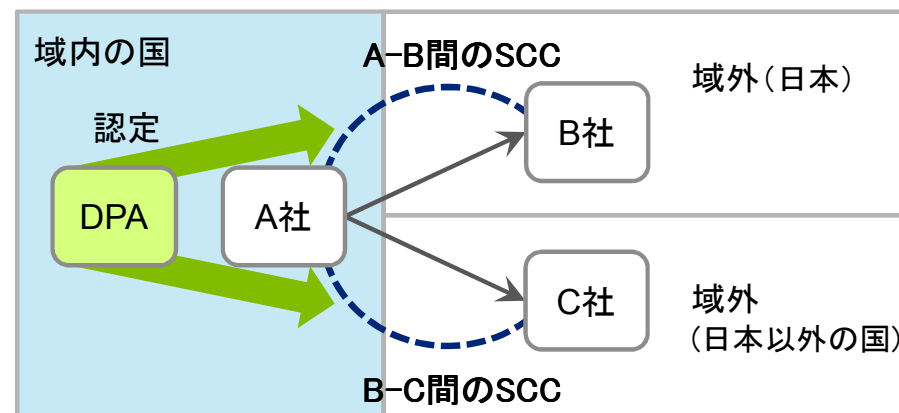 域内の国
A−B間のSCC
域外（日本）
認定
B社
DPA
A社
C社
域外
（日本以外の国）
B−C間のSCC